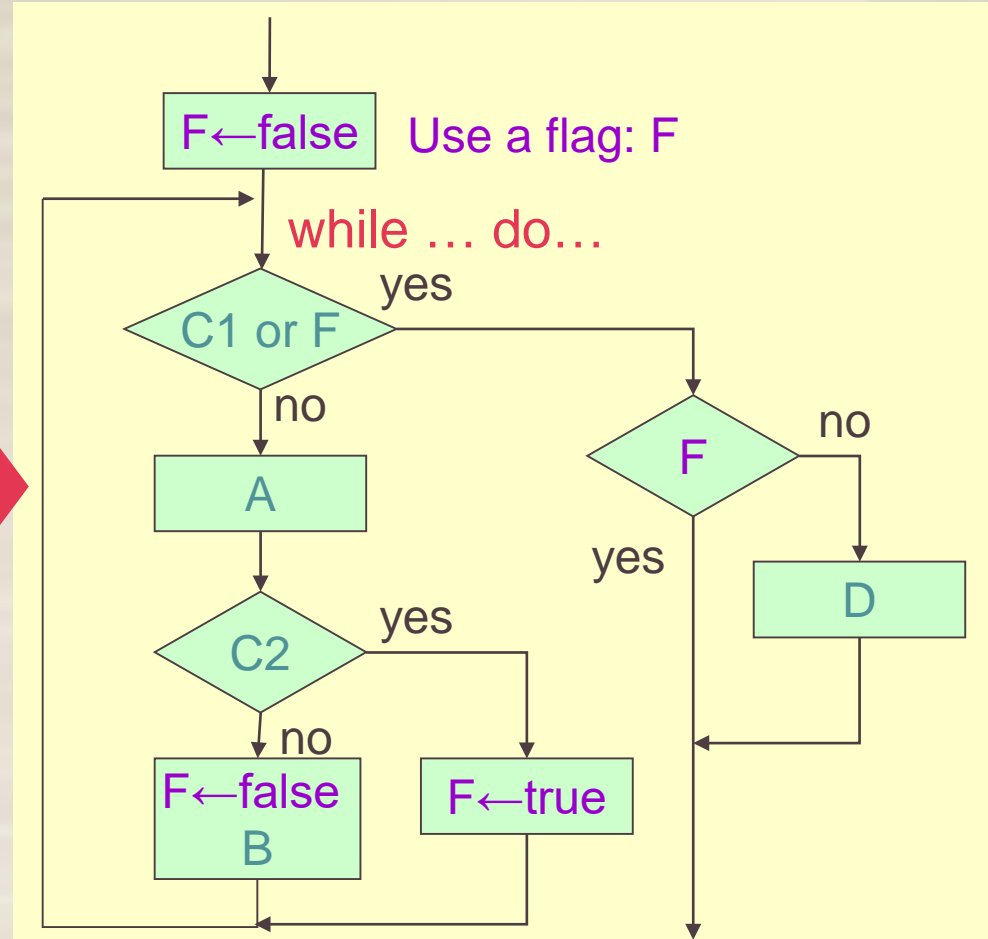 F←false
Use a flag: F
while … do…
yes
C1 or F
no
no
F
A
yes
yes
D
C2
no
F←false
B
F←true